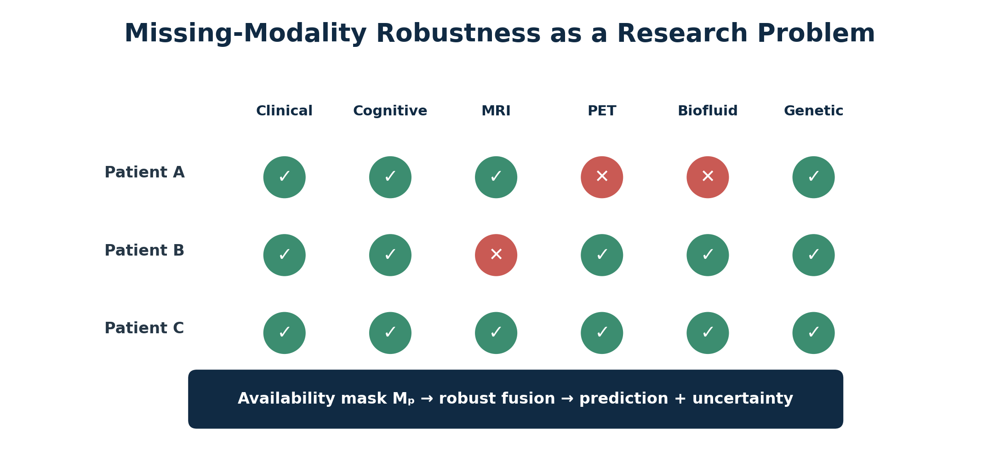 Missing-Modality Robustness as a Research Problem
Clinical Cognitive MRI PET Biofluid Genetic
Patient A ✓ ✓ ✓ ✕ ✕ ✓
Patient B ✓ ✓ ✕ ✓ ✓ ✓
Patient C ✓ ✓ ✓ ✓ ✓ ✓
Availability mask Mₚ → robust fusion → prediction + uncertainty